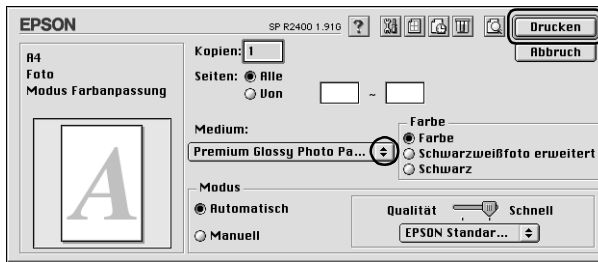 EPSON
SP R2400 1.91G
?
Drucken
A4
Foto
Modus Farbanpassung
Kopien: 1
Abbruch
Seiten: Alle
Von ~
Medium:
Premium Glossy Photo Pa...
Farbe
Farbe
Schwarzweißfoto erweitert
Schwarz
A
Modus
Automatisch
Manuell
Qualität Schnell
EPSON Standar...